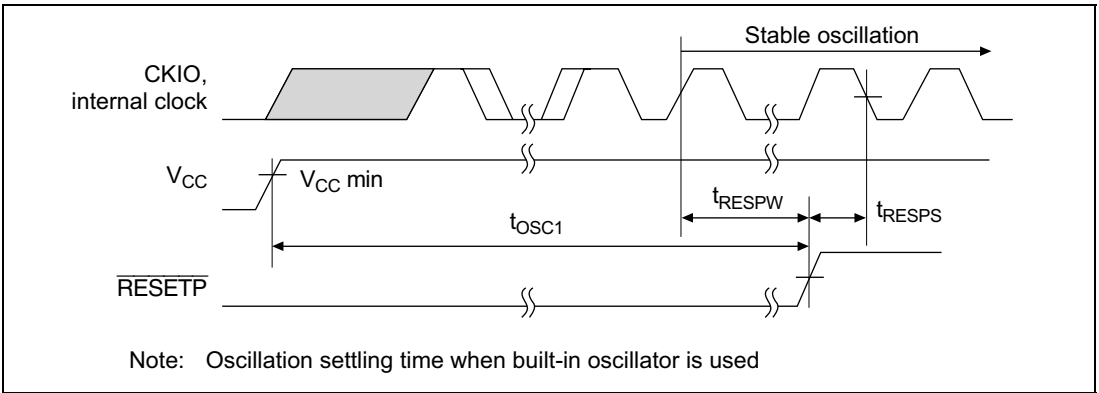 Stable oscillation
CKIO,
internal clock
VCC
VCC min
tRESPW
tRESPS
tOSC1
RESETP
Note: Oscillation settling time when built-in oscillator is used